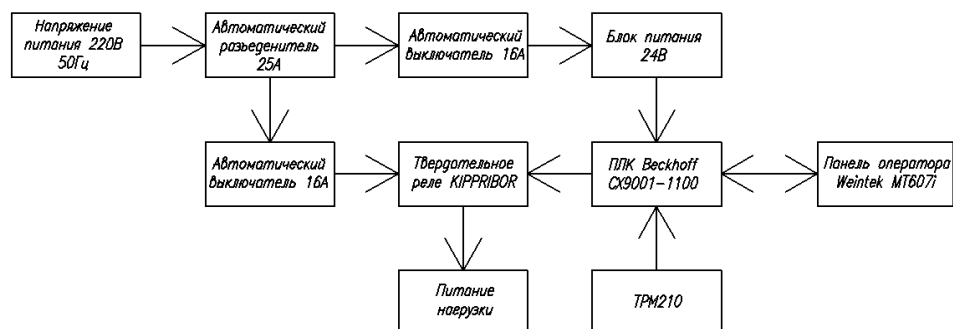 Напряжение
питания 220В
50Гц
Автоматический
разьеденитель
25А
Автоматический
выключатель 16А
Блок питания
24В
Автоматический
выключатель 16А
Твердотельное
реле KIPPRIBOR
ПЛК Beckhoff
CX9001-1100
Панель оператора
Weintek MT607i
Питание
нагрузки
ТРМ210